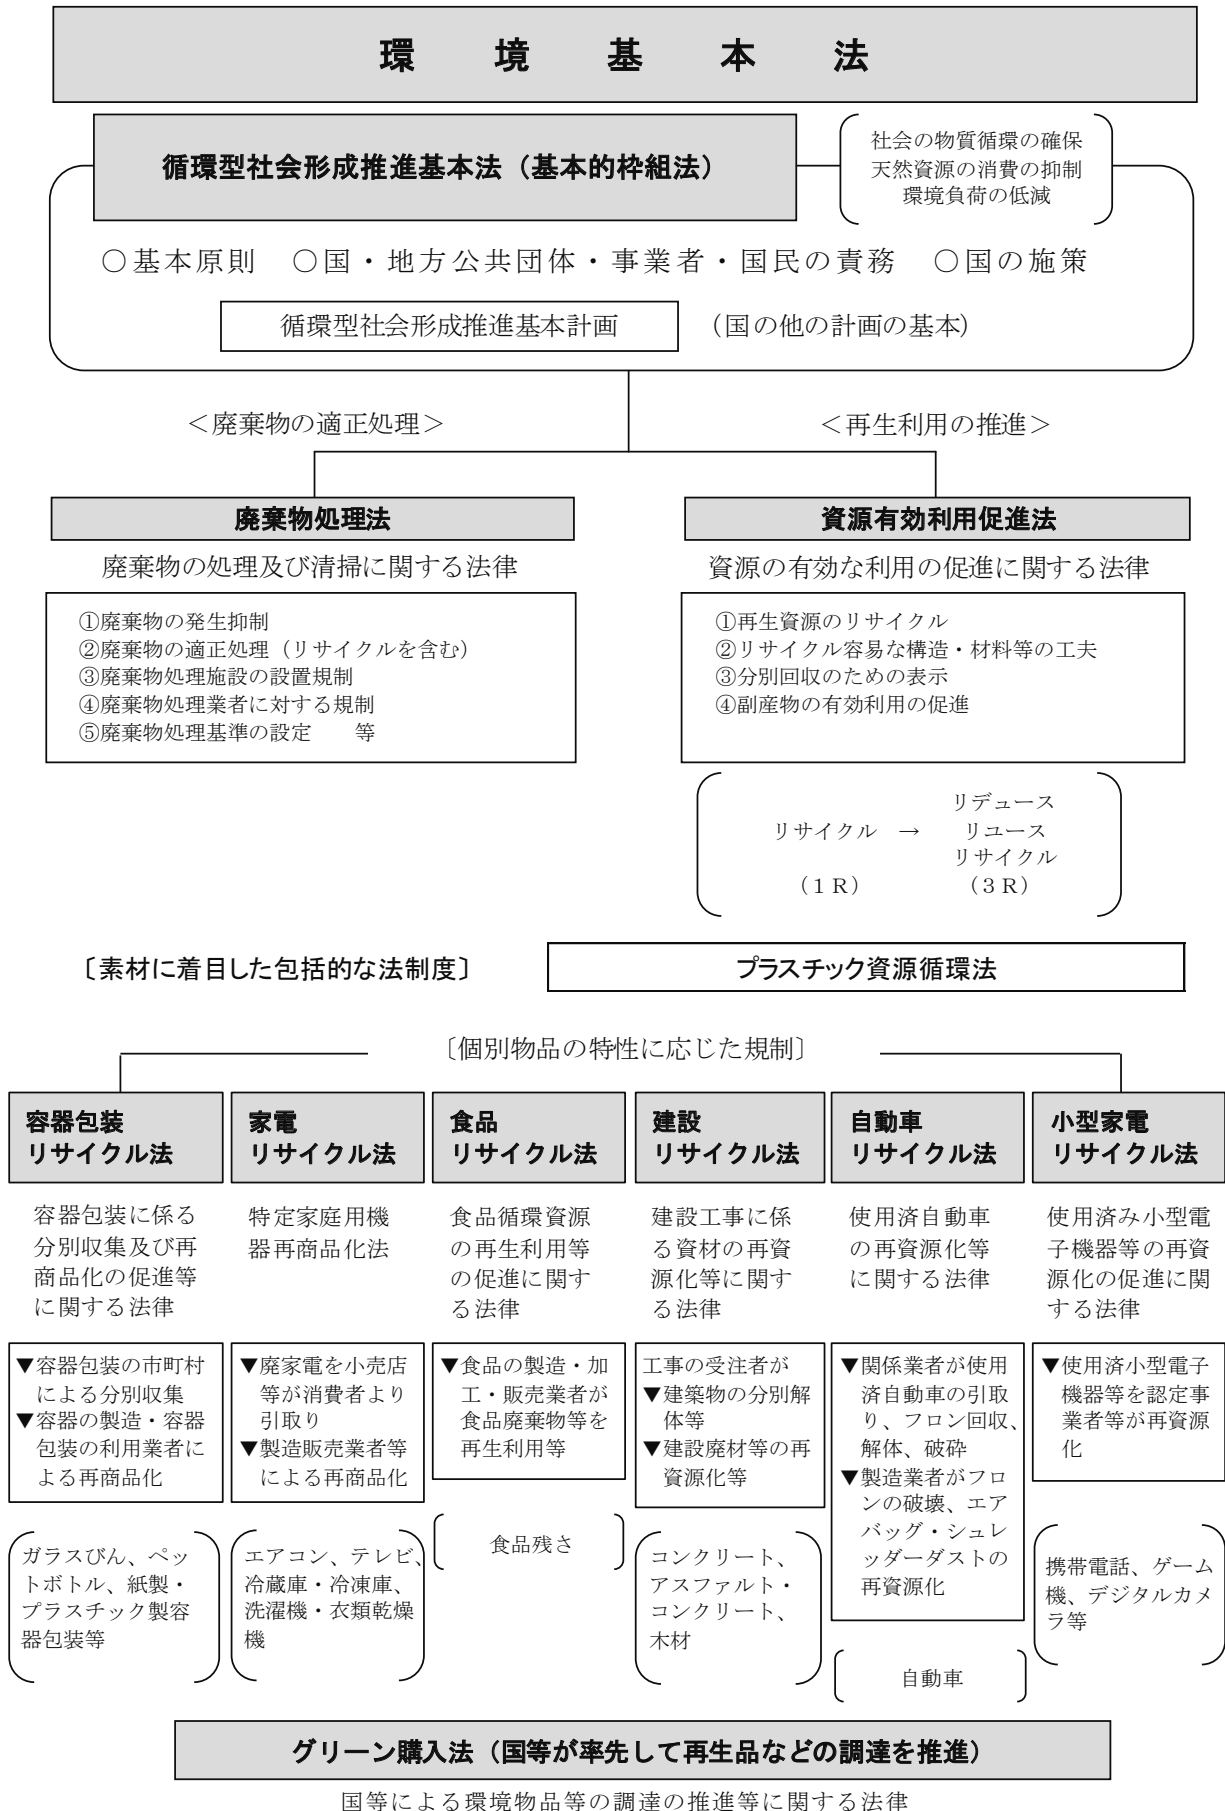 環境基本法
循環型社会形成推進基本法（基本的枠組法）
社会の物質循環の確保
天然資源の消費の抑制
環境負荷の低減
○基本原則　○国・地方公共団体・事業者・国民の責務　○国の施策
循環型社会形成推進基本計画　（国の他の計画の基本）
＜廃棄物の適正処理＞
＜再生利用の推進＞
廃棄物処理法
廃棄物の処理及び清掃に関する法律
①廃棄物の発生抑制
②廃棄物の適正処理（リサイクルを含む）
③廃棄物処理施設の設置規制
④廃棄物処理業者に対する規制
⑤廃棄物処理基準の設定　　等
資源有効利用促進法
資源の有効な利用の促進に関する法律
①再生資源のリサイクル
②リサイクル容易な構造・材料等の工夫
③分別回収のための表示
④副産物の有効利用の促進
リデュース
リサイクル　→　リユース
リサイクル
（１Ｒ）　（３Ｒ）
〔素材に着目した包括的な法制度〕
プラスチック資源循環法
〔個別物品の特性に応じた規制〕
容器包装
リサイクル法
容器包装に係る
分別収集及び再
商品化の促進等
に関する法律
▼容器包装の市町村
による分別収集
▼容器の製造・容器
包装の利用業者に
よる再商品化
ガラスびん、ペッ
トボトル、紙製・
プラスチック製容
器包装等
家電
リサイクル法
特定家庭用機
器再商品化法
▼廃家電を小売店
等が消費者より
引取り
▼製造販売業者等
による再商品化
エアコン、テレビ、
冷蔵庫・冷凍庫、
洗濯機・衣類乾燥
機
食品
リサイクル法
食品循環資源
の再生利用等
の促進に関す
る法律
▼食品の製造・加
工・販売業者が
食品廃棄物等を
再生利用等
食品残さ
建設
リサイクル法
建設工事に係
る資材の再資
源化等に関す
る法律
工事の受注者が
▼建築物の分別解
体等
▼建設廃材等の再
資源化等
コンクリート、
アスファルト・
コンクリート、
木材
自動車
リサイクル法
使用済自動車
の再資源化等
に関する法律
▼関係業者が使用
済自動車の引取
り、フロン回収、
解体、破砕
▼製造業者がフロ
ンの破壊、エア
バッグ・シュレ
ッダーダストの
再資源化
自動車
小型家電
リサイクル法
使用済み小型電
子機器等の再資
源化の促進に関
する法律
▼使用済小型電子
機器等を認定事
業者等が再資源
化
携帯電話、ゲーム
機、デジタルカメ
ラ等
グリーン購入法（国等が率先して再生品などの調達を推進）
国等による環境物品等の調達の推進等に関する法律